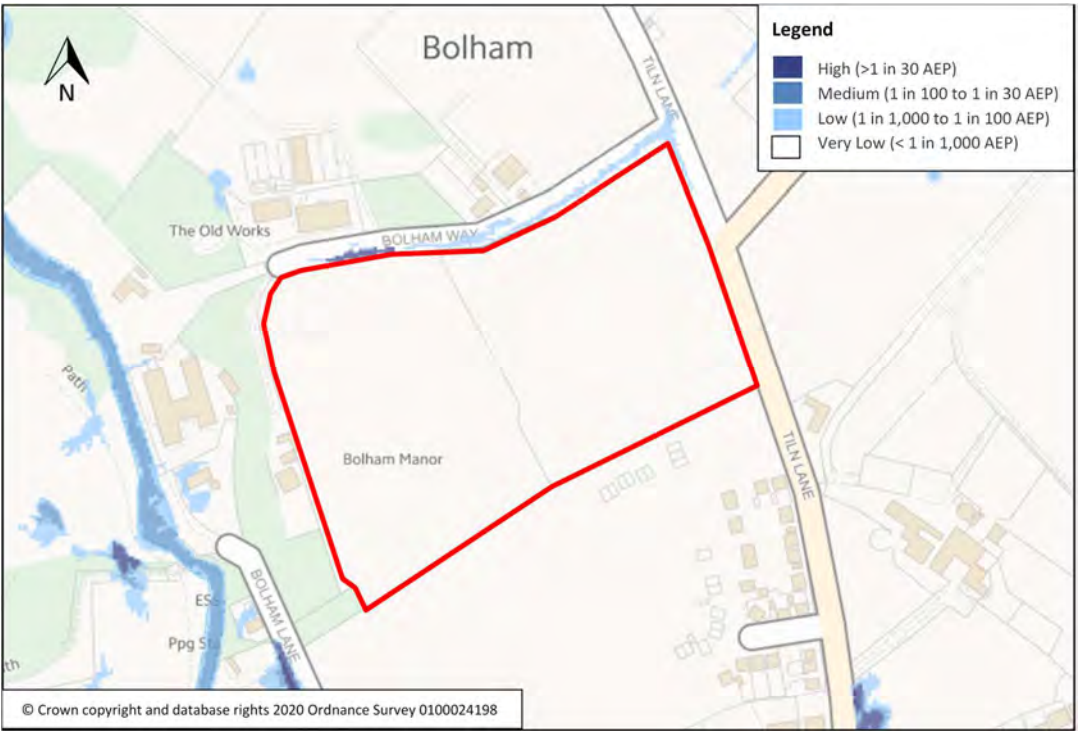 Bolham
Legend
High (>1 in 30 AEP)
Medium (1 in 100 to 1 in 30 AEP)
Low (1 in 1,000 to 1 in 100 AEP)
Very Low (< 1 in 1,000 AEP)
N
TILN LANE
The Old Works
BOLHAM WAY
Path
Bolham Manor
TILN LANE
BOLHAM LANE
ESS
Ppg Sta
th
© Crown copyright and database rights 2020 Ordnance Survey 0100024198